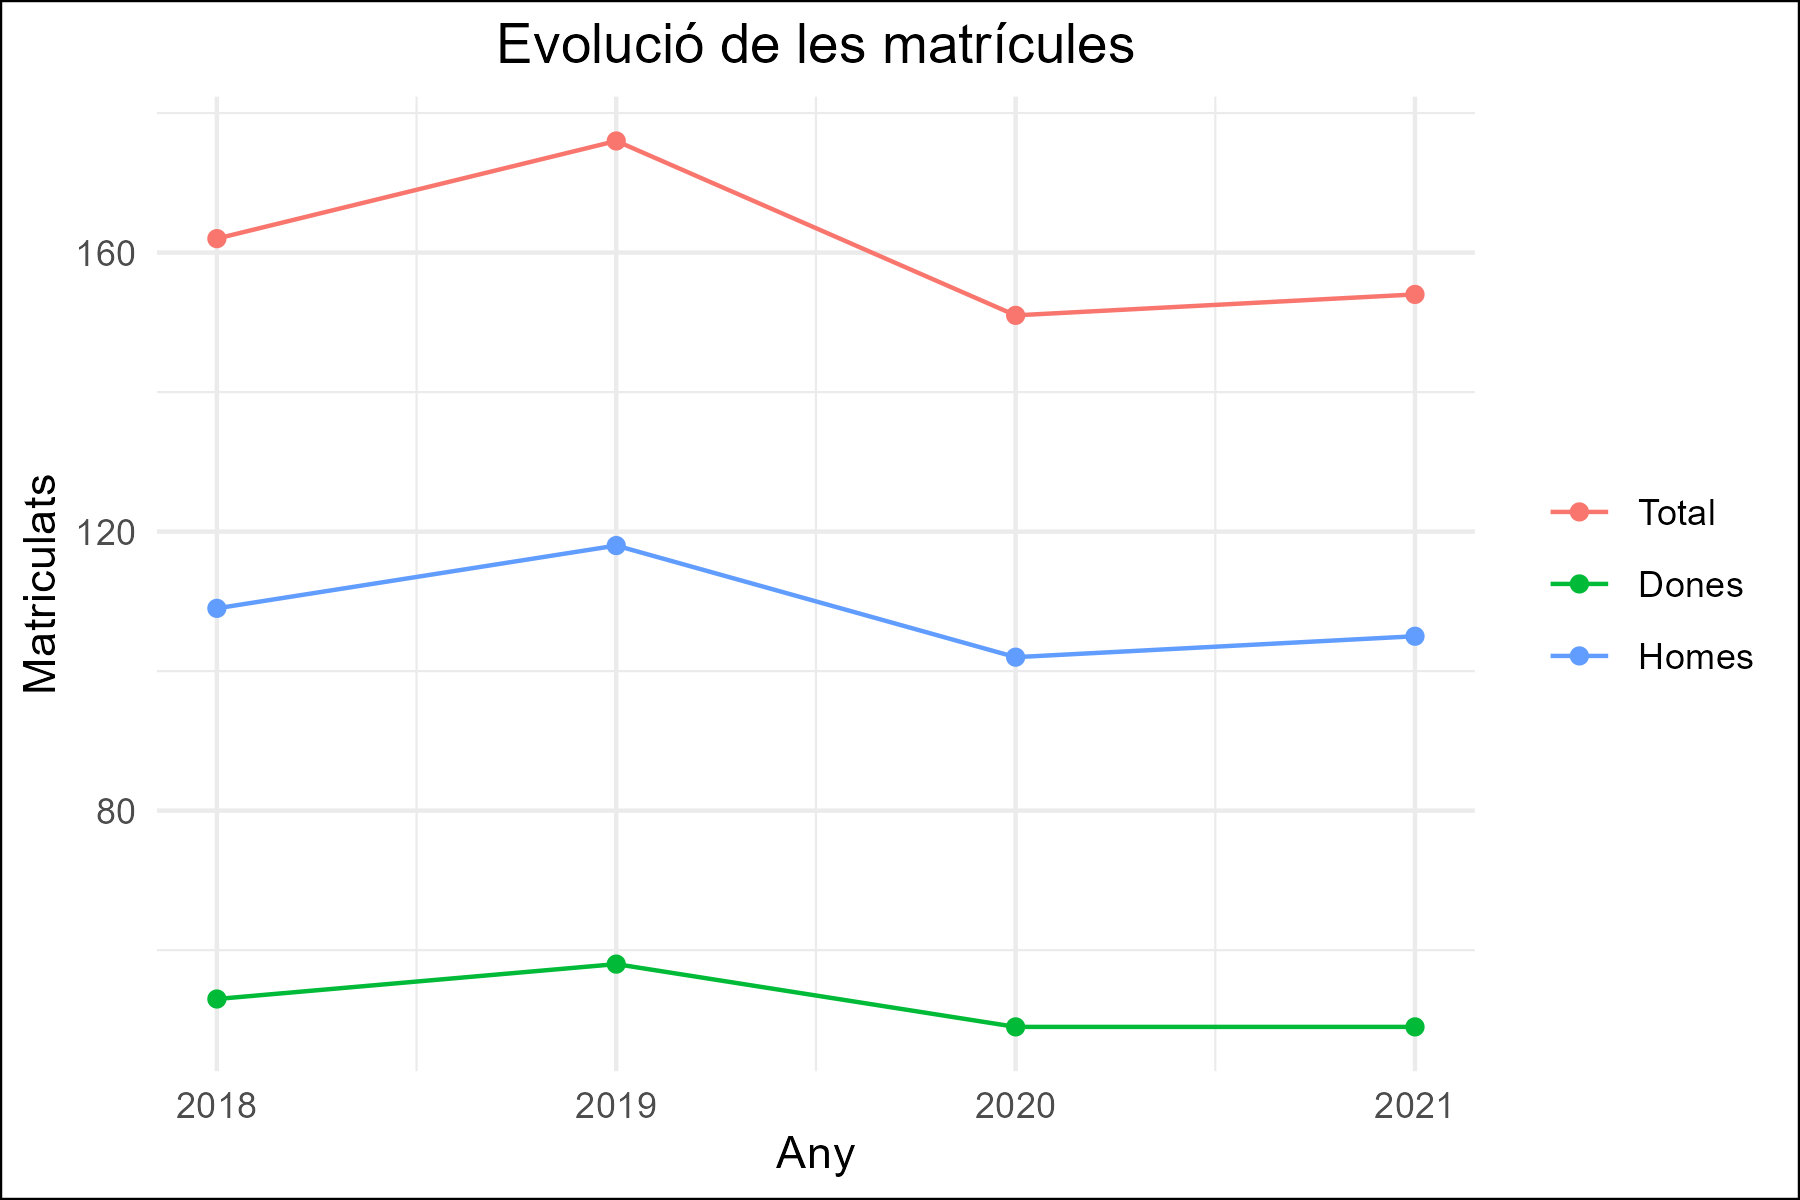 Evolució de les matrícules
Matriculats
160
120
80
2018 2019 2020 2021
Any
Total
Dones
Homes